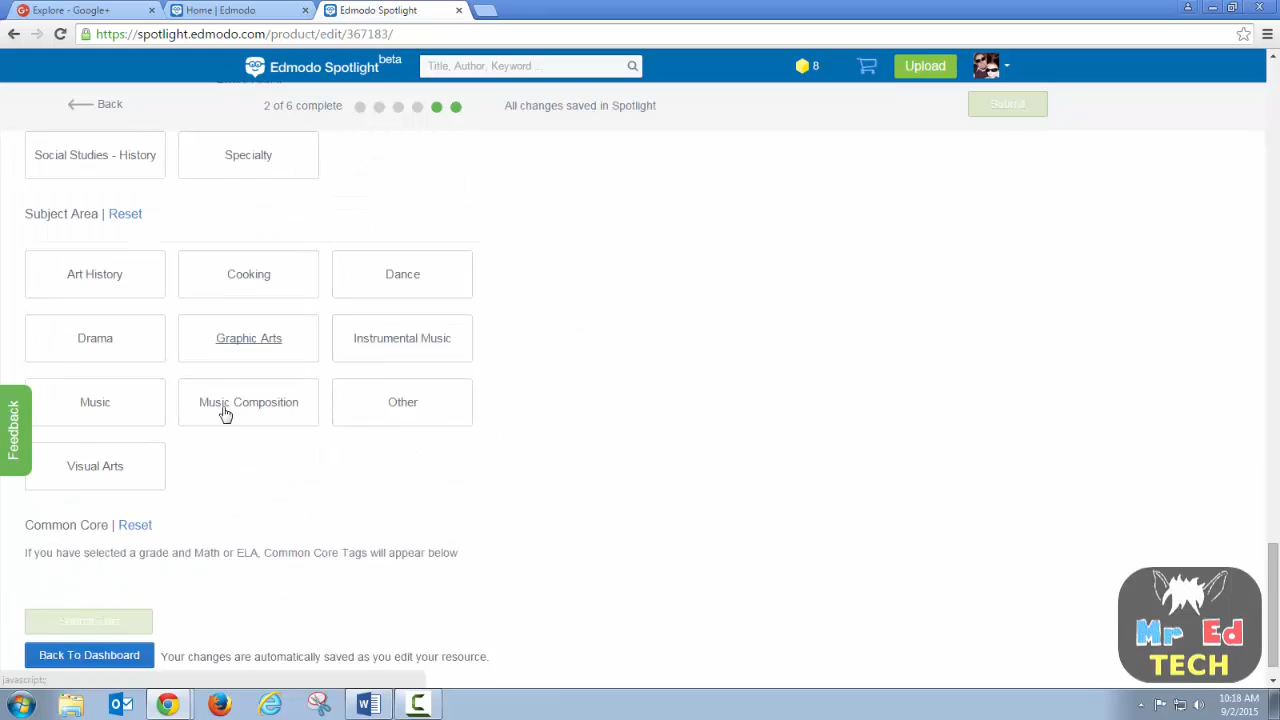 Explore - Google+
Home | Edmodo
Edmodo Spotlight
https://spotlight.edmodo.com/product/edit/367183/
Edmodo Spotlight beta
Title, Author, Keyword ...
8
Upload
Back
2 of 6 complete
All changes saved in Spotlight
Submit
Social Studies - History
Specialty
Subject Area | Reset
Art History
Cooking
Dance
Drama
Graphic Arts
Instrumental Music
Music
Music Composition
Other
Feedback
Visual Arts
Common Core | Reset
If you have selected a grade and Math or ELA, Common Core Tags will appear below
Back To Dashboard
Your changes are automatically saved as you edit your resource.
javascript:;
Mr Ed
TECH
10:18 AM
9/2/2015